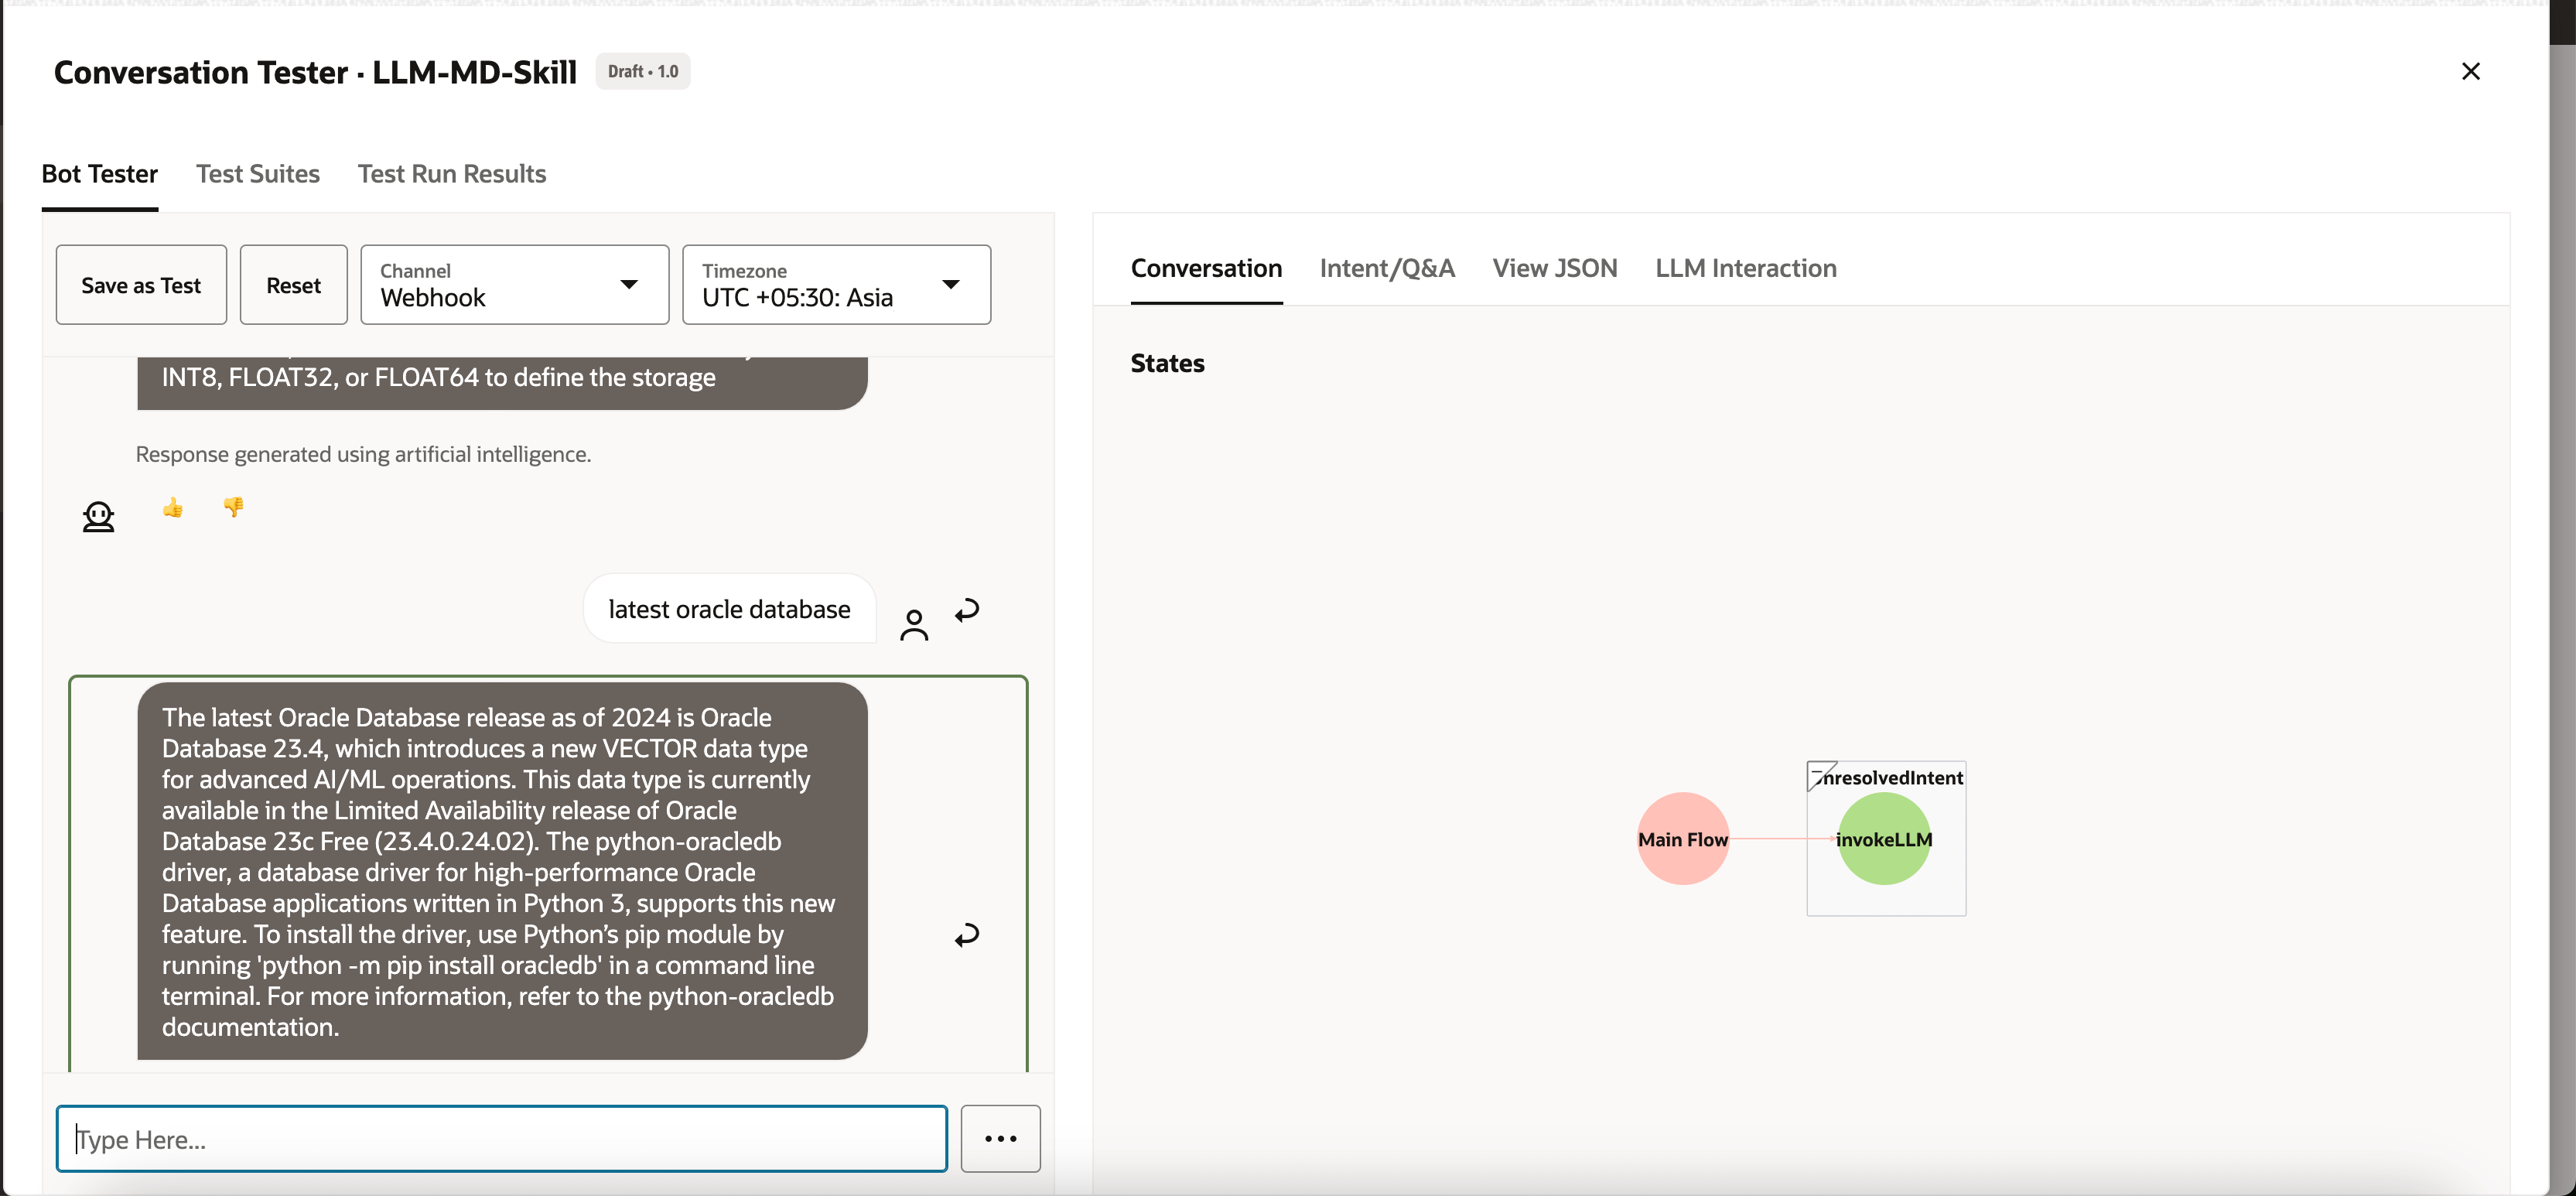 Conversation Tester · LLM-MD-Skill
Draft • 1.0
Bot Tester
Test Suites
Test Run Results
Save as Test
Reset
Channel
Webhook
Timezone
UTC +05:30: Asia
INT8, FLOAT32, or FLOAT64 to define the storage
Response generated using artificial intelligence.
latest oracle database
The latest Oracle Database release as of 2024 is Oracle
Database 23.4, which introduces a new VECTOR data type
for advanced AI/ML operations. This data type is currently
available in the Limited Availability release of Oracle
Database 23c Free (23.4.0.24.02). The python-oracledb
driver, a database driver for high-performance Oracle
Database applications written in Python 3, supports this new
feature. To install the driver, use Python’s pip module by
running 'python -m pip install oracledb' in a command line
terminal. For more information, refer to the python-oracledb
documentation.
Type Here...
Conversation
Intent/Q&A
View JSON
LLM Interaction
States
Main Flow
nresolvedIntent
invokeLLM